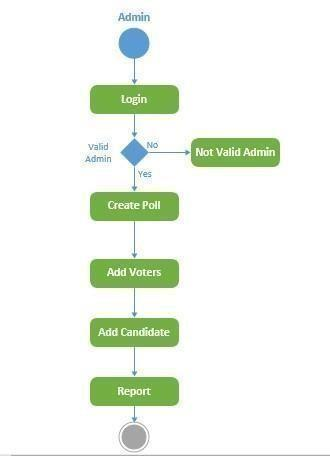 Admin
Login
Valid
Admin
No
Not Valid Admin
Yes
Create Poll
Add Voters
Add Candidate
Report